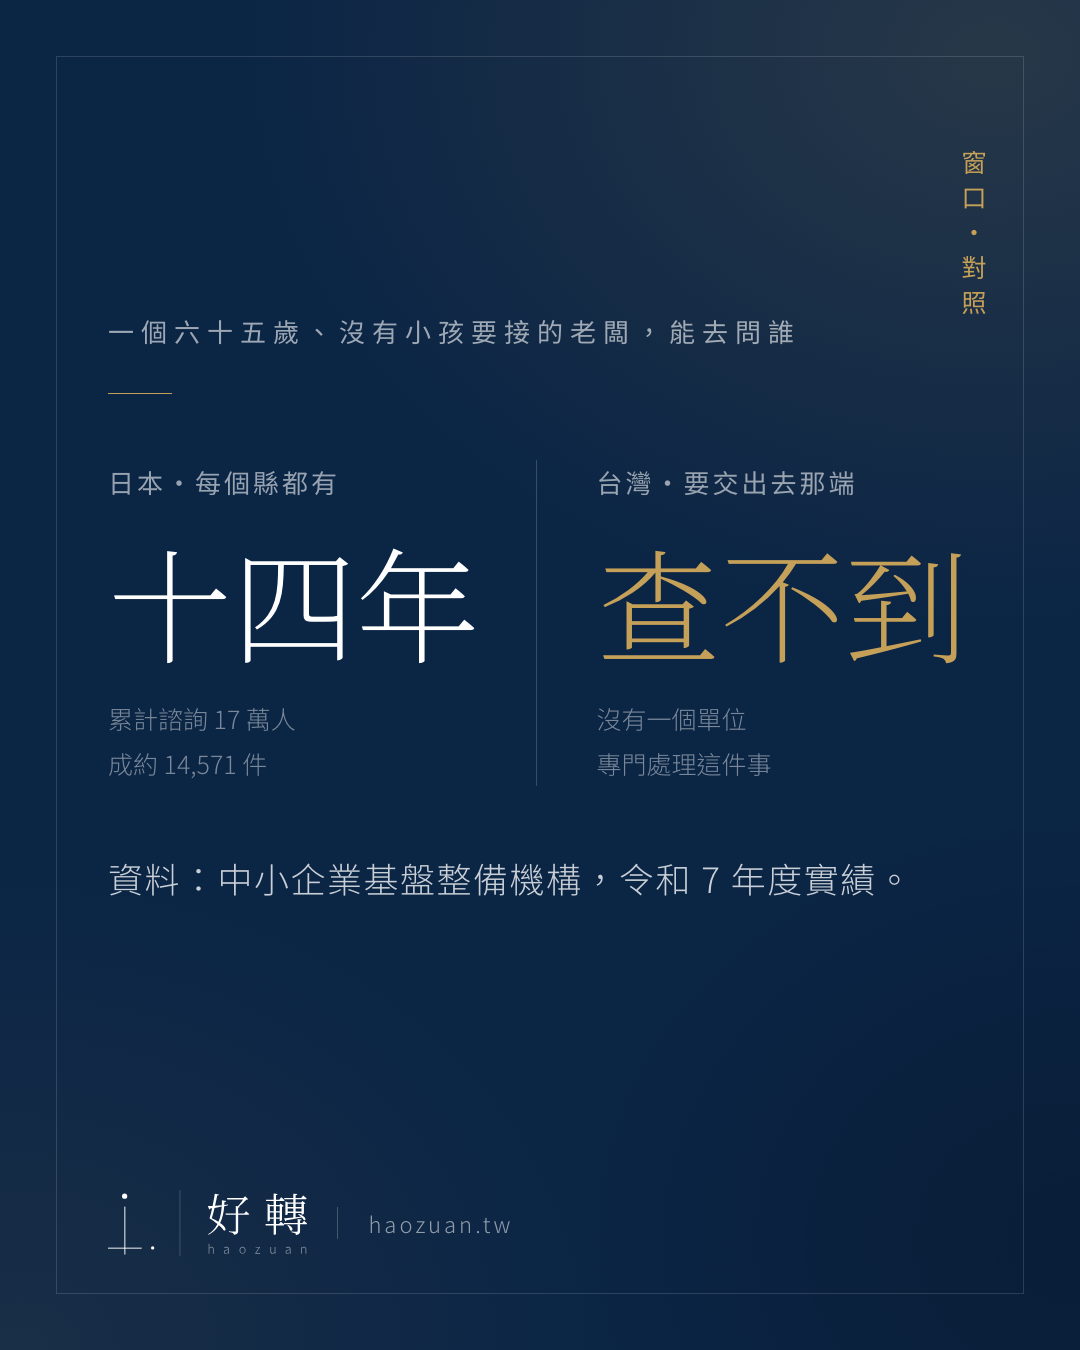 窗口・對照
一個六十五歲、沒有小孩要接的老闆，能去問誰
日本・每個縣都有
十四年
累計諮詢 17 萬人
成約 14,571 件
台灣・要交出去那端
查不到
沒有一個單位
專門處理這件事
資料：中小企業基盤整備機構，令和 7 年度實績。
好轉
haozuan
haozuan.tw